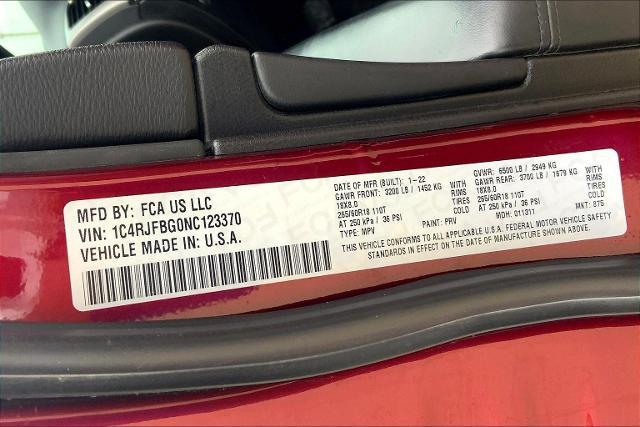 MFD BY: FCA US LLC
VIN: 1C4RJFBG0NC123370
VEHICLE MADE IN U.S.A.
DATE OF MFR (BUILT): 1-22 GVWR: 6500 LB / 2949 KG
GAWR FRONT: 3200 LB / 1452 KG WITH GAWR REAR: 3700 LB / 1679 KG WITH
18X8.0 RIMS 18X8.0 RIMS
265/60R18 110T TIRES 265/60R18 110T TIRES
AT 250 kPa / 36 PSI COLD AT 250 kPa / 36 PSI COLD
TYPE: MPV PAINT: PRV MDH: 011311 MKT: 875
CONFORMS TO ALL APPLICABLE U.S.A. FEDERAL MOTOR VEHICLE SAFETY
STANDARDS IN EFFECT ON THE DATE OF MANUFACTURE SHOWN ABOVE.